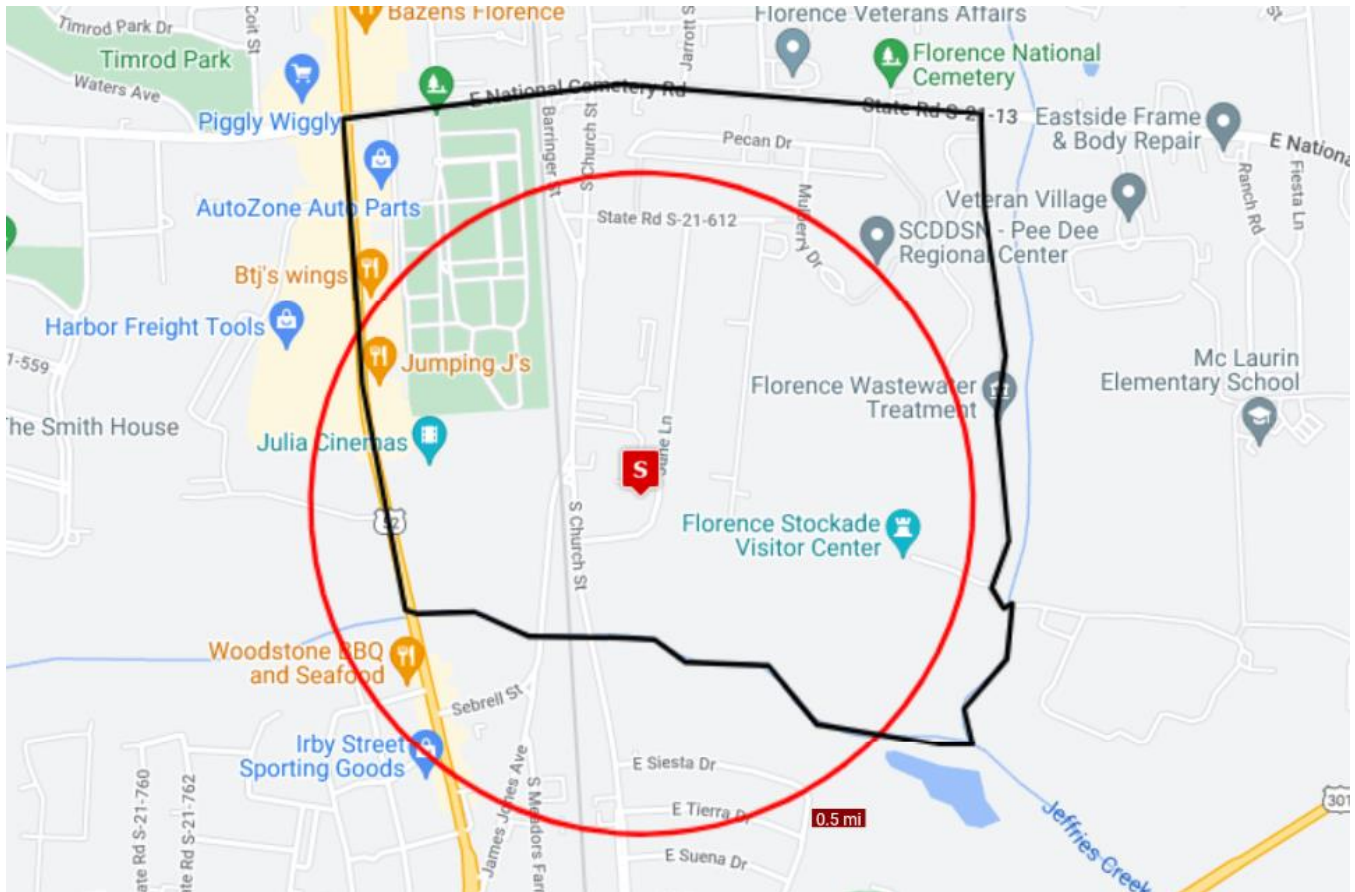 Bazens Florence
Florence Veterans Affairs
Timrod Park Dr
Coit St
Jarrott S
St
Timrod Park
Florence National
Cemetery
Waters Ave
E National Cemetery Rd
State Rd S-21-13
Piggly Wiggly
Barringer St
S Church St
Eastside Frame
& Body Repair
E Nationa
Pecan Dr
Ranch Rd
Fiesta Ln
AutoZone Auto Parts
Mulberry Dr
Veteran Village
State Rd S-21-612
SCDDSN - Pee Dee
Regional Center
Btj's wings
Harbor Freight Tools
1-559
Jumping J's
Mc Laurin
Elementary School
Florence Wastewater
Treatment
The Smith House
Julia Cinemas
June Ln
S
52
S Church St
Florence Stockade
Visitor Center
Woodstone BBQ
and Seafood
Sebrell St
Irby Street
Sporting Goods
E Siesta Dr
ate Rd S-21-760
ate Rd S-21-762
James Jones Ave
S Meadors Farm
E Tierra Dr
0.5 mi
301
Jeffries Creek
E Suena Dr